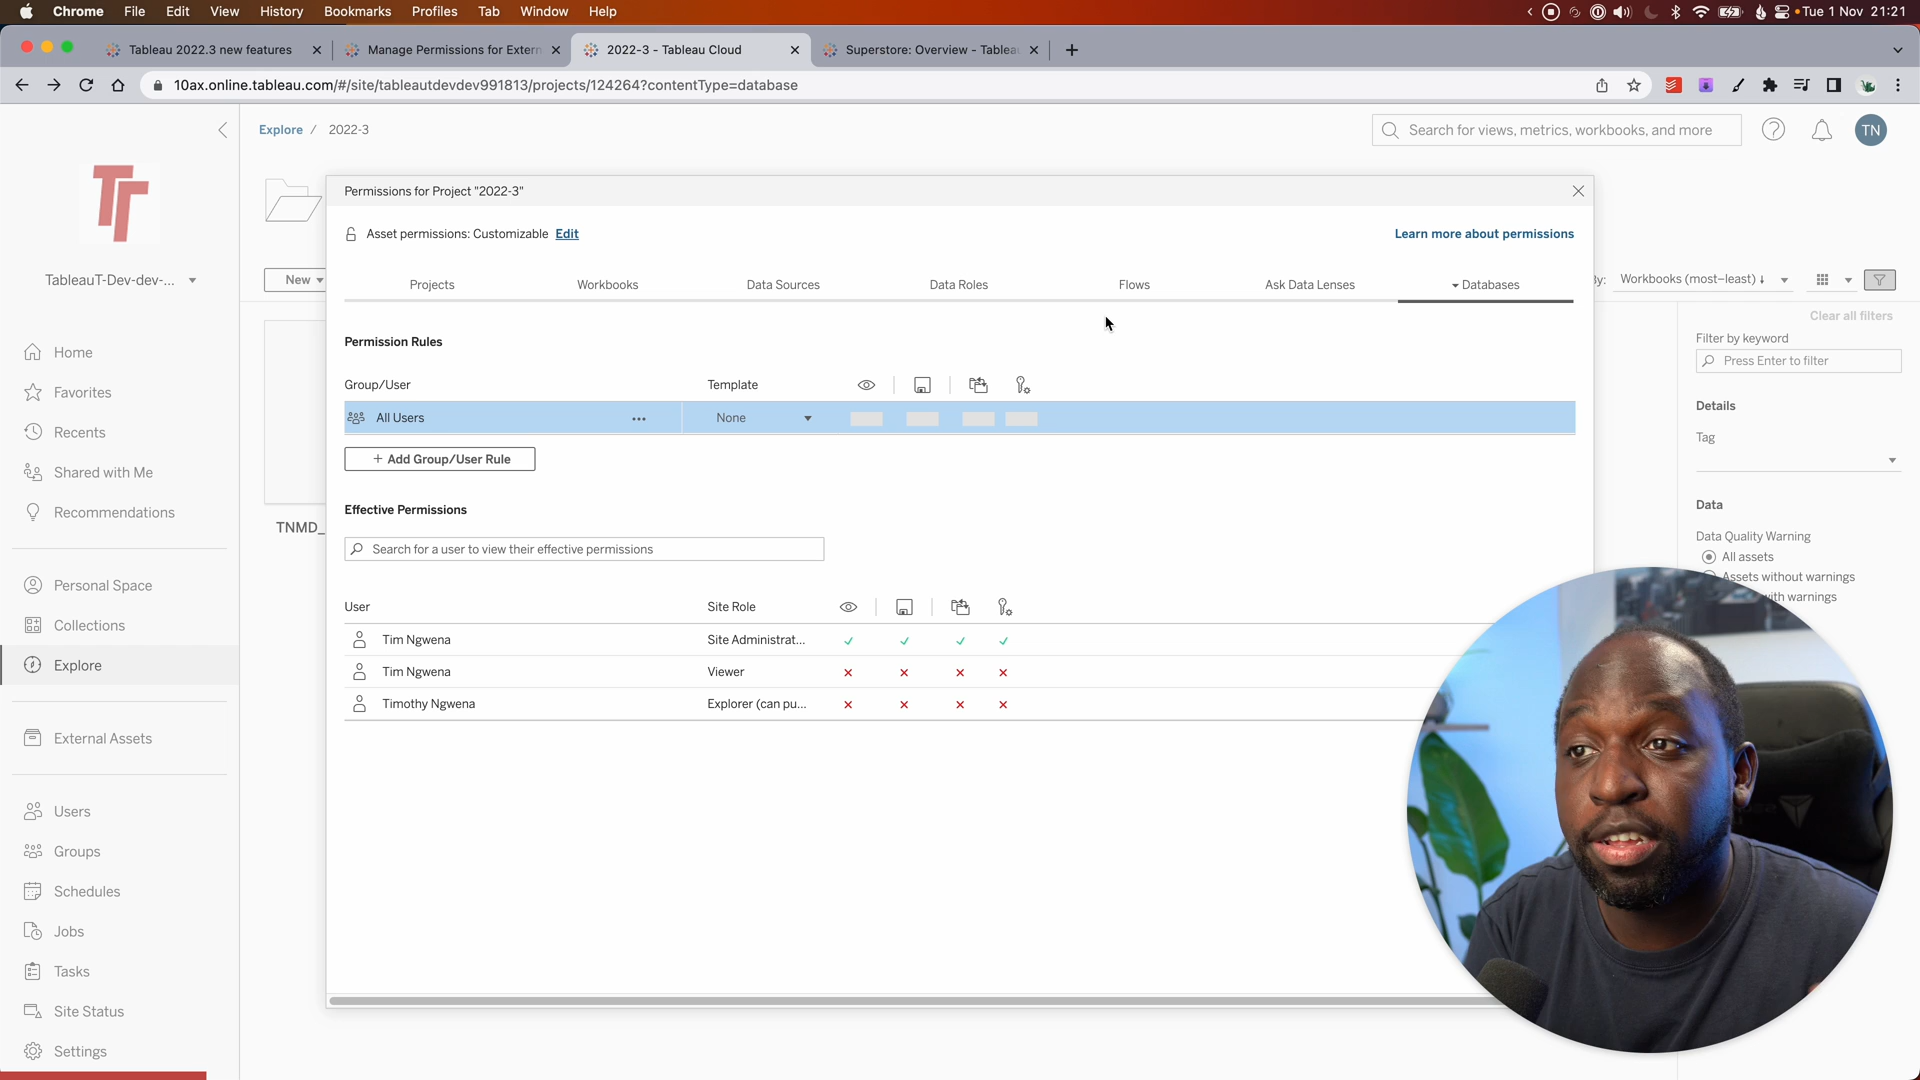 Chrome File Edit View History Bookmarks Profiles Tab Window Help Tue 1 Nov 21:21
Tableau 2022.3 new features Manage Permissions for Extern 2022-3 - Tableau Cloud Superstore: Overview - Tablea
10ax.online.tableau.com/#/site/tableautdevdev991813/projects/124264?contentType=database
Explore / 2022-3 Search for views, metrics, workbooks, and more TN
Permissions for Project "2022-3"
Asset permissions: Customizable Edit Learn more about permissions
TableauT-Dev-dev-... New Projects Workbooks Data Sources Data Roles Flows Ask Data Lenses Databases By: Workbooks (most–least) ↓
Clear all filters
Permission Rules
Filter by keyword
Press Enter to filter
Group/User Template
All Users ... None
+ Add Group/User Rule
Effective Permissions
Search for a user to view their effective permissions
User Site Role
Tim Ngwena Site Administrat...
Tim Ngwena Viewer
Timothy Ngwena Explorer (can pu...
Home
Favorites
Recents
Shared with Me
Recommendations
TNMD_
Personal Space
Collections
Explore
External Assets
Users
Groups
Schedules
Jobs
Tasks
Site Status
Settings
Details
Tag
Data
Data Quality Warning
All assets
Assets without warnings
with warnings